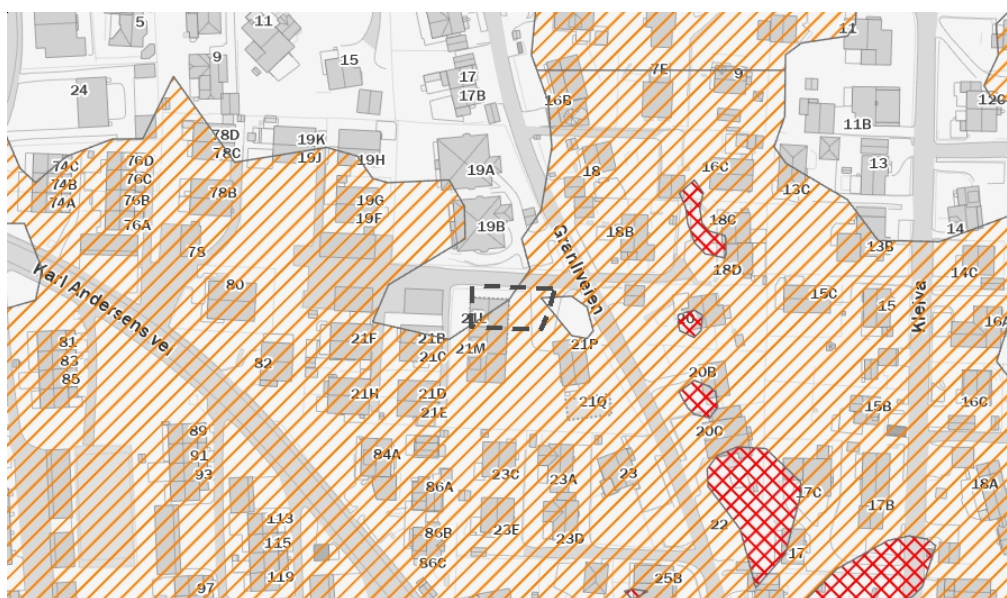 5
11
9
15
24
17
17B
16B
7E
9
11
12C
11B
78D
78C
19K
19J
19H
19A
18
16C
13C
13
74C
74B
74A
76D
76C
76B
76A
78B
19G
19F
19B
18B
18C
18D
13B
14
14C
78
80
Granliveien
Karl Andersens vei
Kleiva
15C
15
16A
21L
21M
21P
21Q
21F
21B
21C
21H
21D
21E
81
83
85
82
20B
20C
15B
16C
89
91
93
84A
86A
86B
86C
23C
23A
23
23E
23D
22
17C
17B
17
18A
113
115
119
97
25B